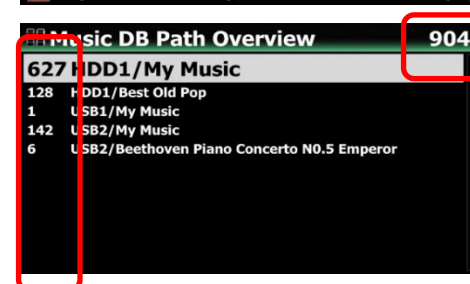 Music DB Path Overview 904
627 HDD1/My Music
128 HDD1/Best Old Pop
1 USB1/My Music
142 USB2/My Music
6 USB2/Beethoven Piano Concerto N0.5 Emperor